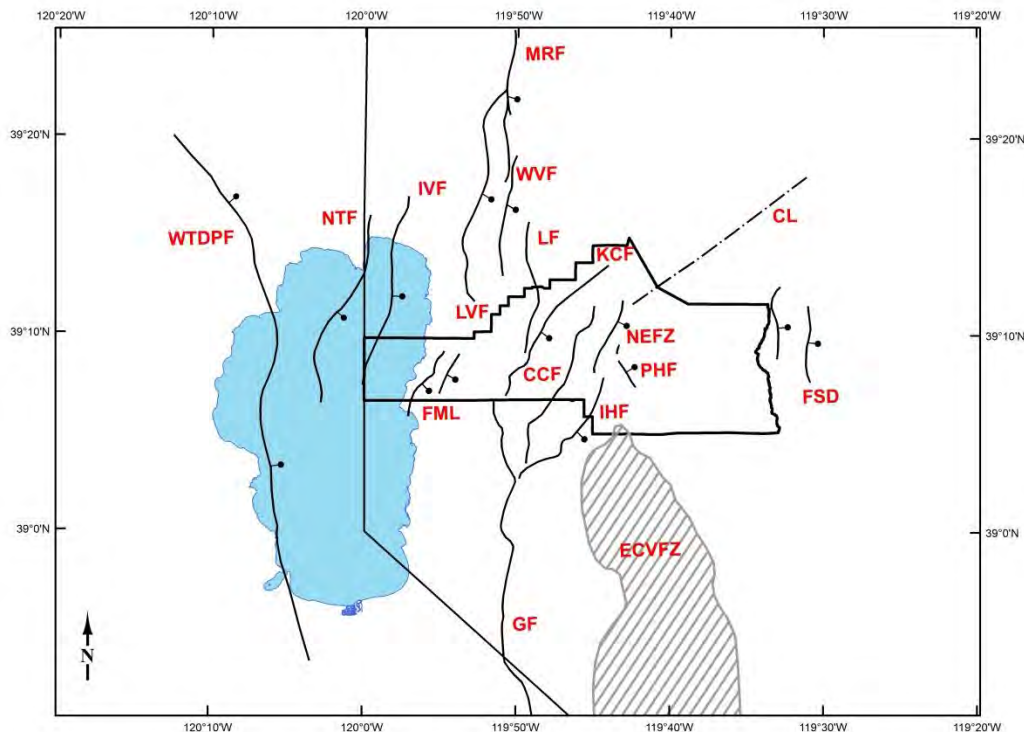 120°20'W 120°10'W 120°0'W 119°50'W 119°40'W 119°30'W 119°20'W
MRF
39°20'N 39°20'N
WVF
IVF
CL
NTF
WTDPF
LF
KCF
LVF
39°10'N 39°10'N
NEFZ
CCF
PHF
FML
IHF
FSD
39°0'N 39°0'N
ECVFZ
GF
N
120°10'W 120°0'W 119°50'W 119°40'W 119°30'W 119°20'W